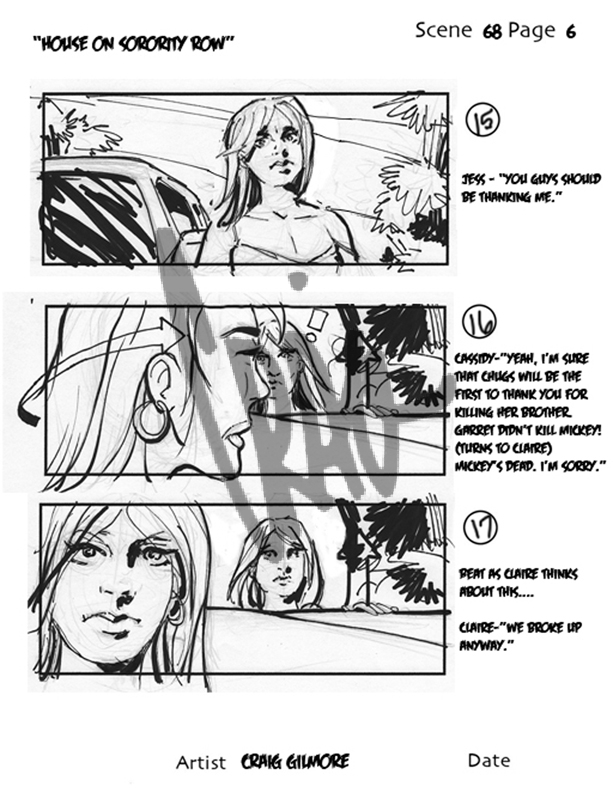 "HOUSE ON SORORITY ROW"
Scene 68 Page 6
15
JESS - "YOU GUYS SHOULD
BE THANKING ME."
16
CASSIDY-"YEAH, I'M SURE
THAT CHUGS WILL BE THE
FIRST TO THANK YOU FOR
KILLING HER BROTHER.
GARRET DIDN'T KILL MICKEY!
(TURNS TO CLAIRE)
MICKEY'S DEAD. I'M SORRY."
17
BEAT AS CLAIRE THINKS
ABOUT THIS....
CLAIRE-"WE BROKE UP
ANYWAY."
Artist CRAIG GILMORE
Date